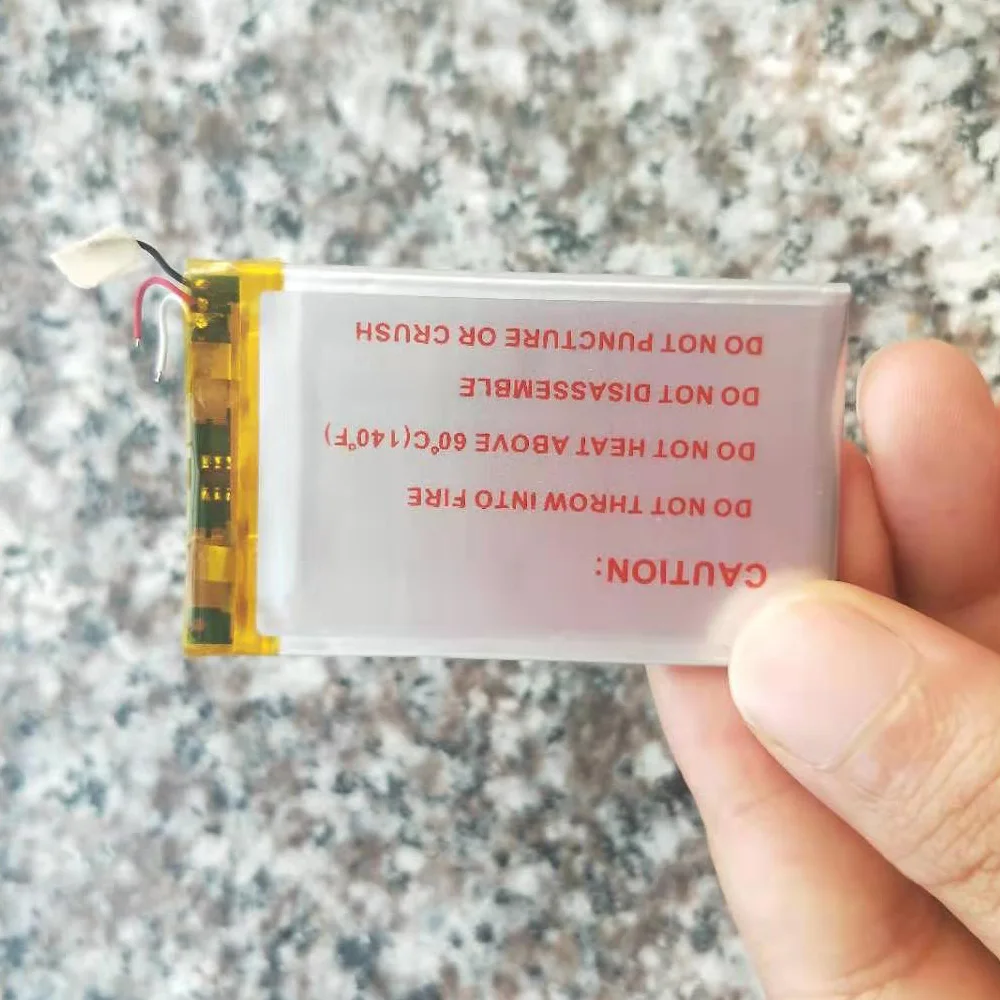 CAUTION:
DO NOT THROW INTO FIRE
DO NOT HEAT ABOVE 60°C(140°F)
DO NOT DISASSEMBLE
DO NOT PUNCTURE OR CRUSH